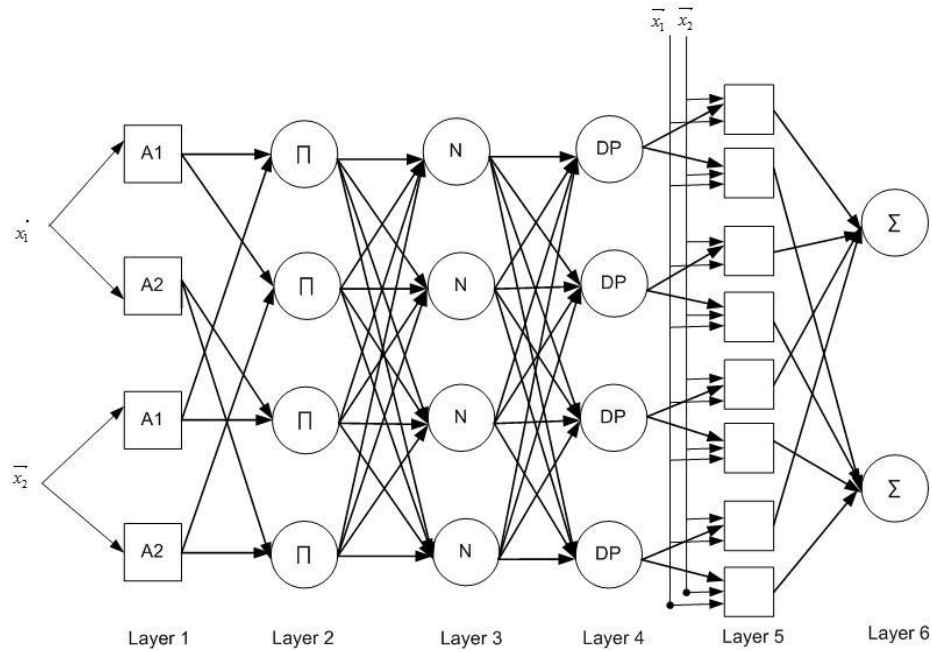 x₁ x₂
A1 Π N DP
x₁
A2 Π N DP
Σ
A1 Π N DP
x₂
Σ
A2 Π N DP
Layer 1 Layer 2 Layer 3 Layer 4 Layer 5 Layer 6